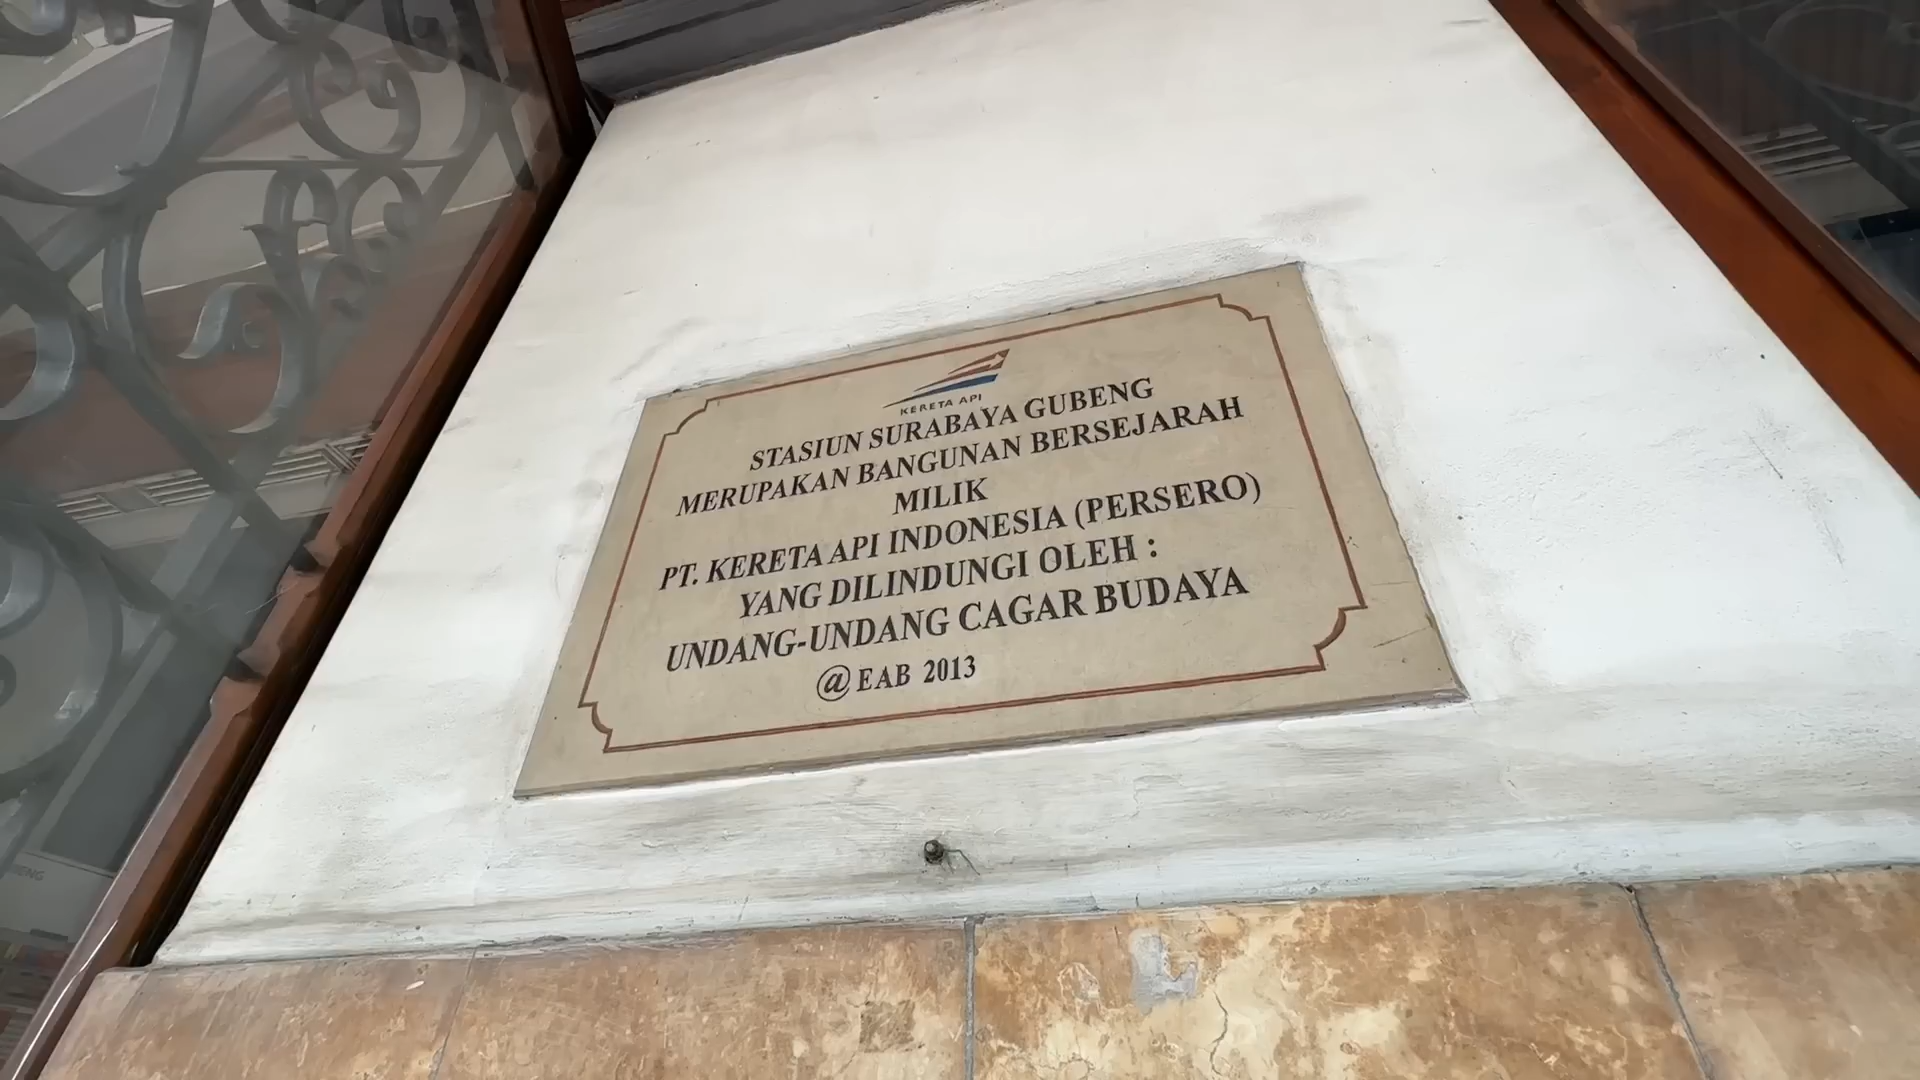 KERETA API
STASIUN SURABAYA GUBENG
MERUPAKAN BANGUNAN BERSEJARAH
MILIK
PT. KERETA API INDONESIA (PERSERO)
YANG DILINDUNGI OLEH :
UNDANG-UNDANG CAGAR BUDAYA
@ EAB 2013